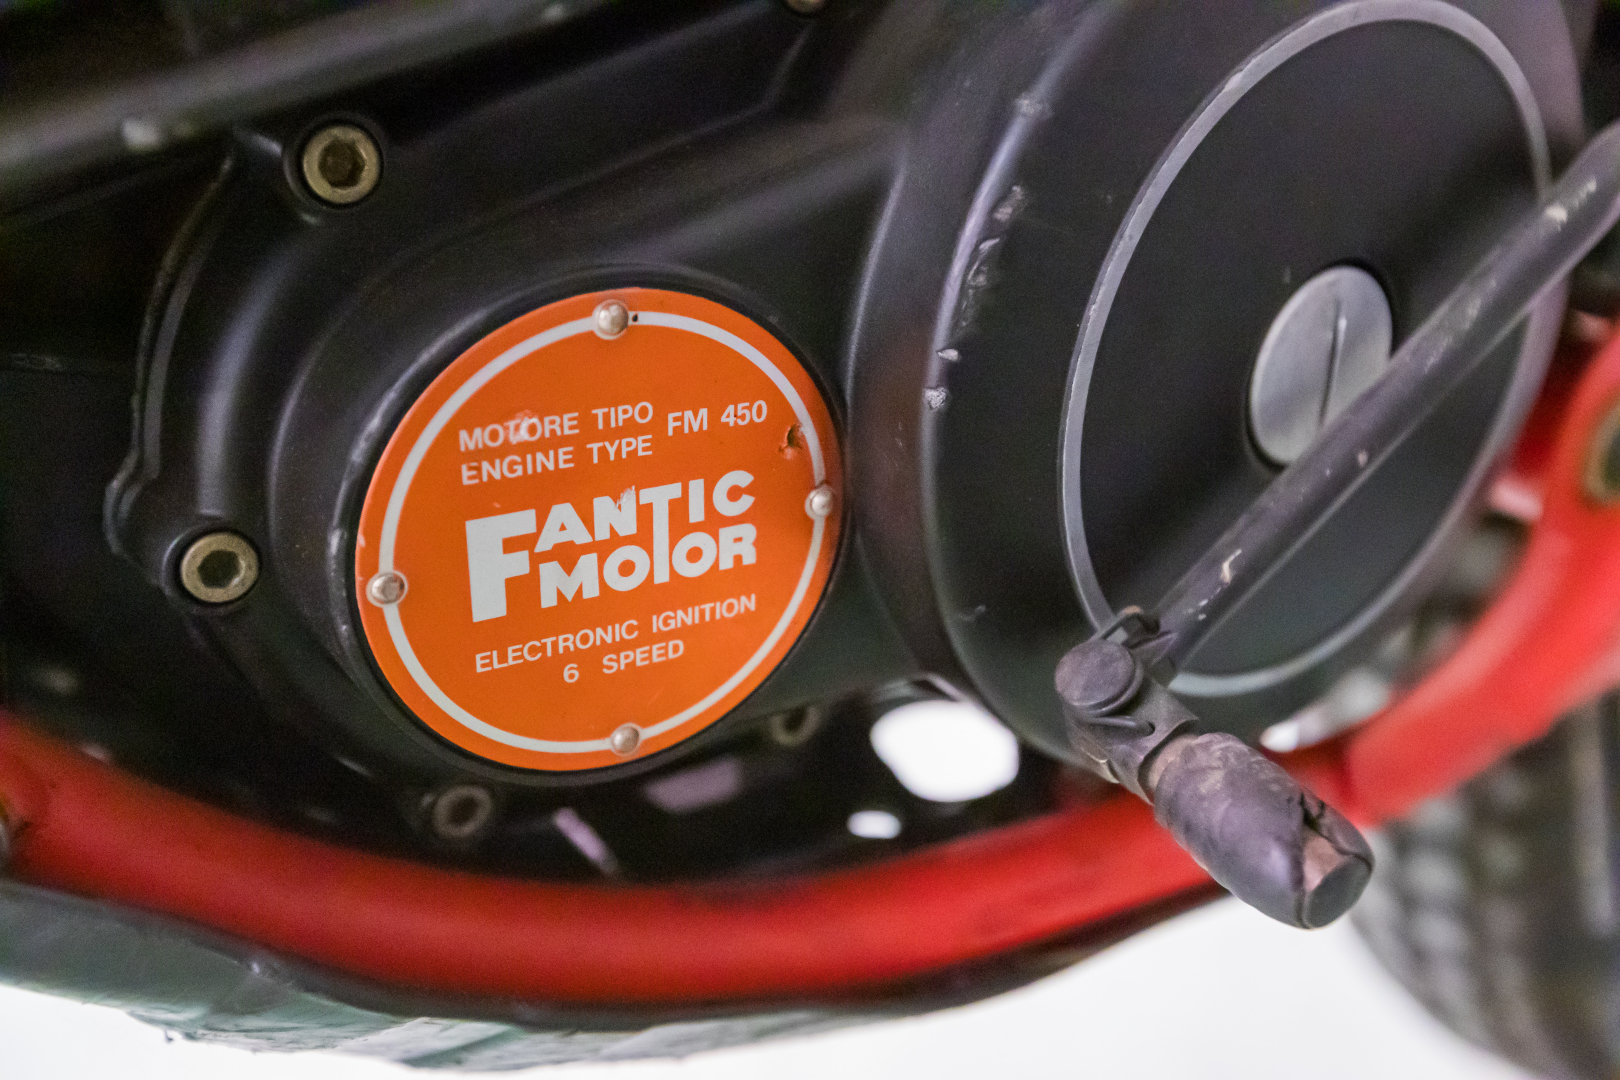 MOTORE TIPO FM 450
ENGINE TYPE
FANTIC
MOTOR
ELECTRONIC IGNITION
6 SPEED